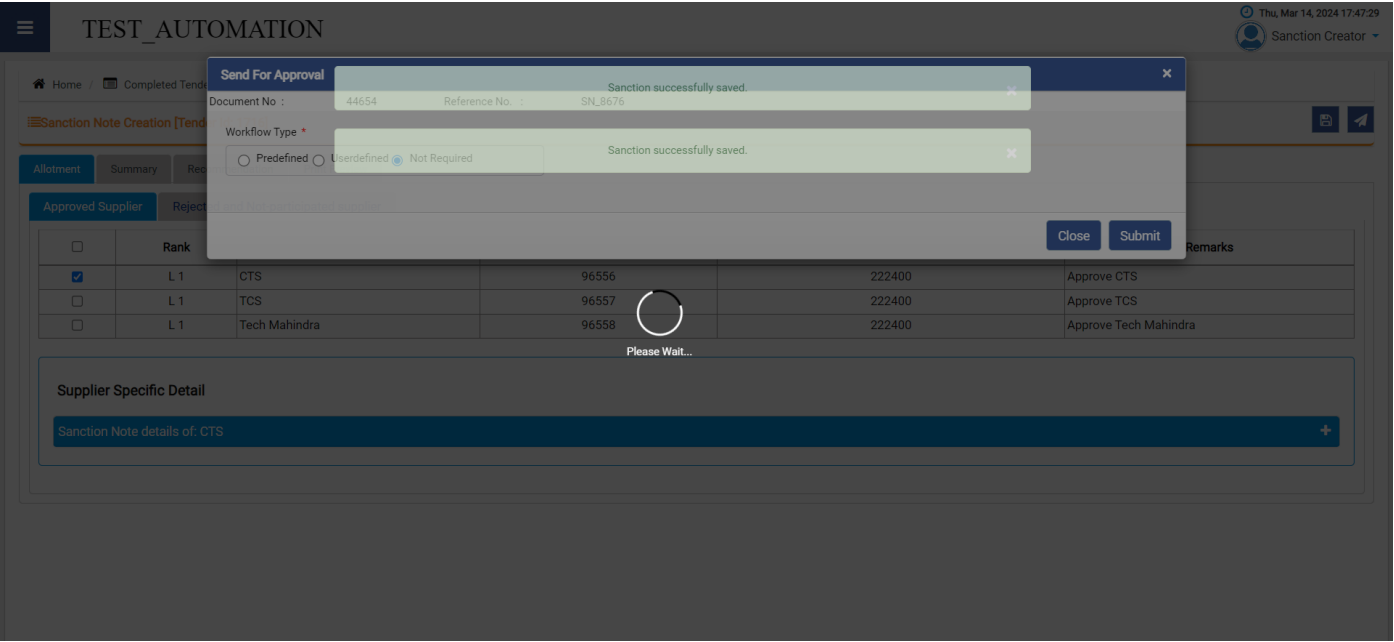 Thu, Mar 14, 2024 17:47:29
TEST_AUTOMATION
Sanction Creator
Send For Approval
Home / Completed Tende
Sanction successfully saved.
Document No : 44654 Reference No. : SN_8676
Sanction Note Creation [Tend
Workflow Type *
Sanction successfully saved.
Predefined Userdefined Not Required
Allotment Summary Rec
Approved Supplier Reject
Close Submit
Rank Remarks
L 1 CTS 96556 222400 Approve CTS
L 1 TCS 96557 222400 Approve TCS
L 1 Tech Mahindra 96558 222400 Approve Tech Mahindra
Please Wait...
Supplier Specific Detail
Sanction Note details of: CTS